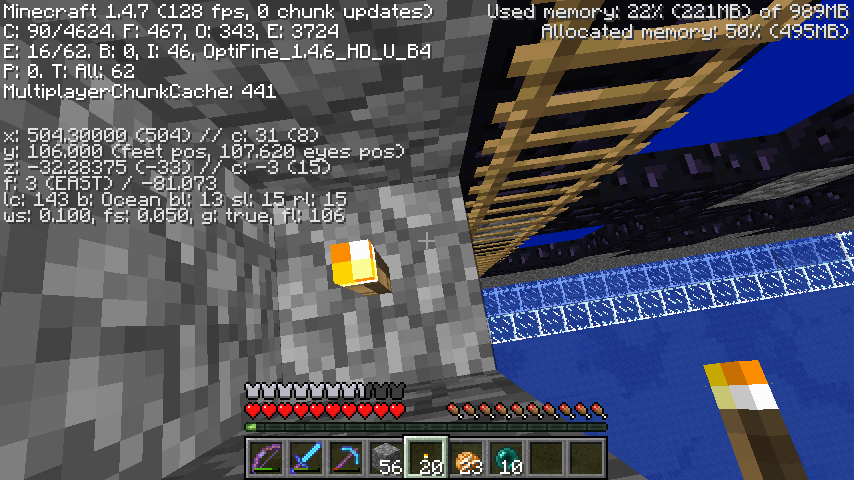 Minecraft 1.4.7 (128 fps, 0 chunk updates)
C: 90/4624. F: 467, O: 343, E: 3724
E: 16/62. B: 0, I: 46, OptiFine_1.4.6_HD_U_B4
P: 0. T: All: 62
MultiplayerChunkCache: 441
Used memory: 22% (221MB) of 989MB
Allocated memory: 50% (495MB)
x: 504.30000 (504) // c: 31 (8)
y: 106.000 (feet pos, 107.620 eyes pos)
z: -32.28375 (-33) // c: -3 (15)
f: 3 (EAST) / -81.073
lc: 143 b: Ocean bl: 13 sl: 15 rl: 15
ws: 0.100, fs: 0.050, g: true, fl: 106
56 20 23 10